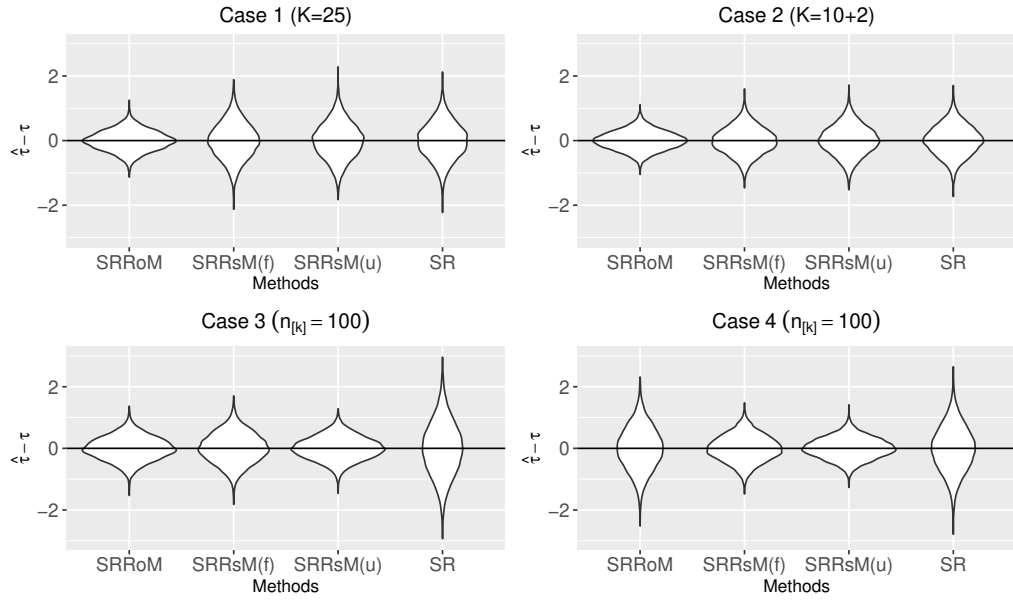 Case 1 (K=25)
τ̂ − τ
2
0
−2
SRRoM SRRsM(f) SRRsM(u) SR
Methods
Case 2 (K=10+2)
τ̂ − τ
2
0
−2
SRRoM SRRsM(f) SRRsM(u) SR
Methods
Case 3 (n[k] = 100)
τ̂ − τ
2
0
−2
SRRoM SRRsM(f) SRRsM(u) SR
Methods
Case 4 (n[k] = 100)
τ̂ − τ
2
0
−2
SRRoM SRRsM(f) SRRsM(u) SR
Methods